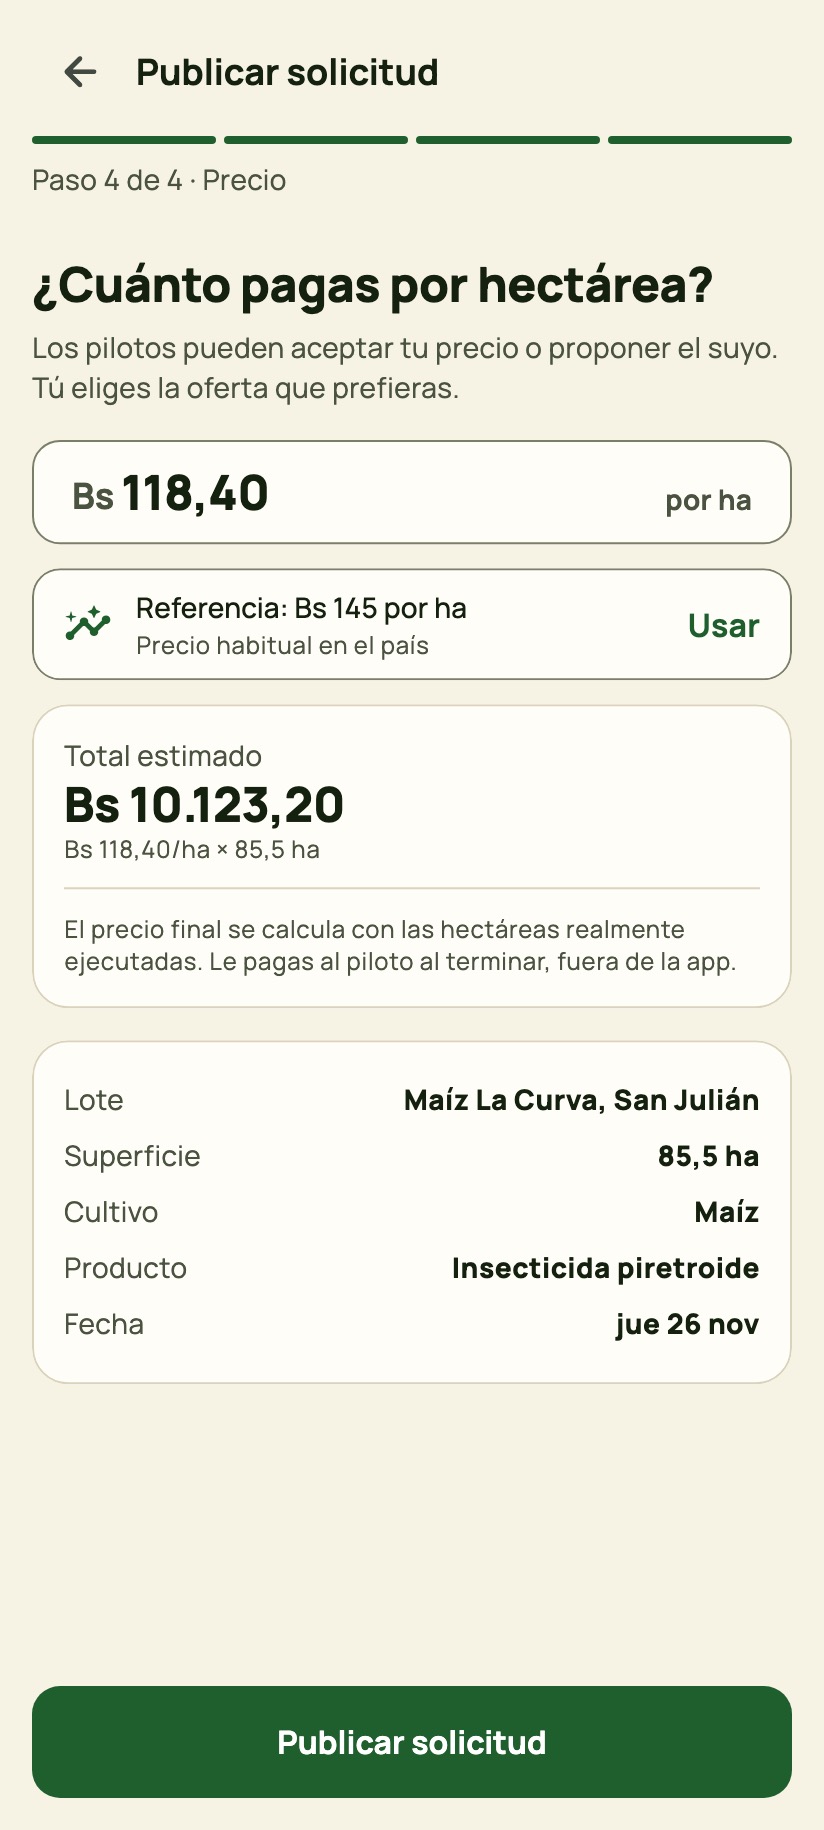 Publicar solicitud
Paso 4 de 4 · Precio
¿Cuánto pagas por hectárea?
Los pilotos pueden aceptar tu precio o proponer el suyo.
Tú eliges la oferta que prefieras.
Bs 118,40 por ha
Referencia: Bs 145 por ha
Precio habitual en el país
Usar
Total estimado
Bs 10.123,20
Bs 118,40/ha × 85,5 ha
El precio final se calcula con las hectáreas realmente
ejecutadas. Le pagas al piloto al terminar, fuera de la app.
Lote Maíz La Curva, San Julián
Superficie 85,5 ha
Cultivo Maíz
Producto Insecticida piretroide
Fecha jue 26 nov
Publicar solicitud